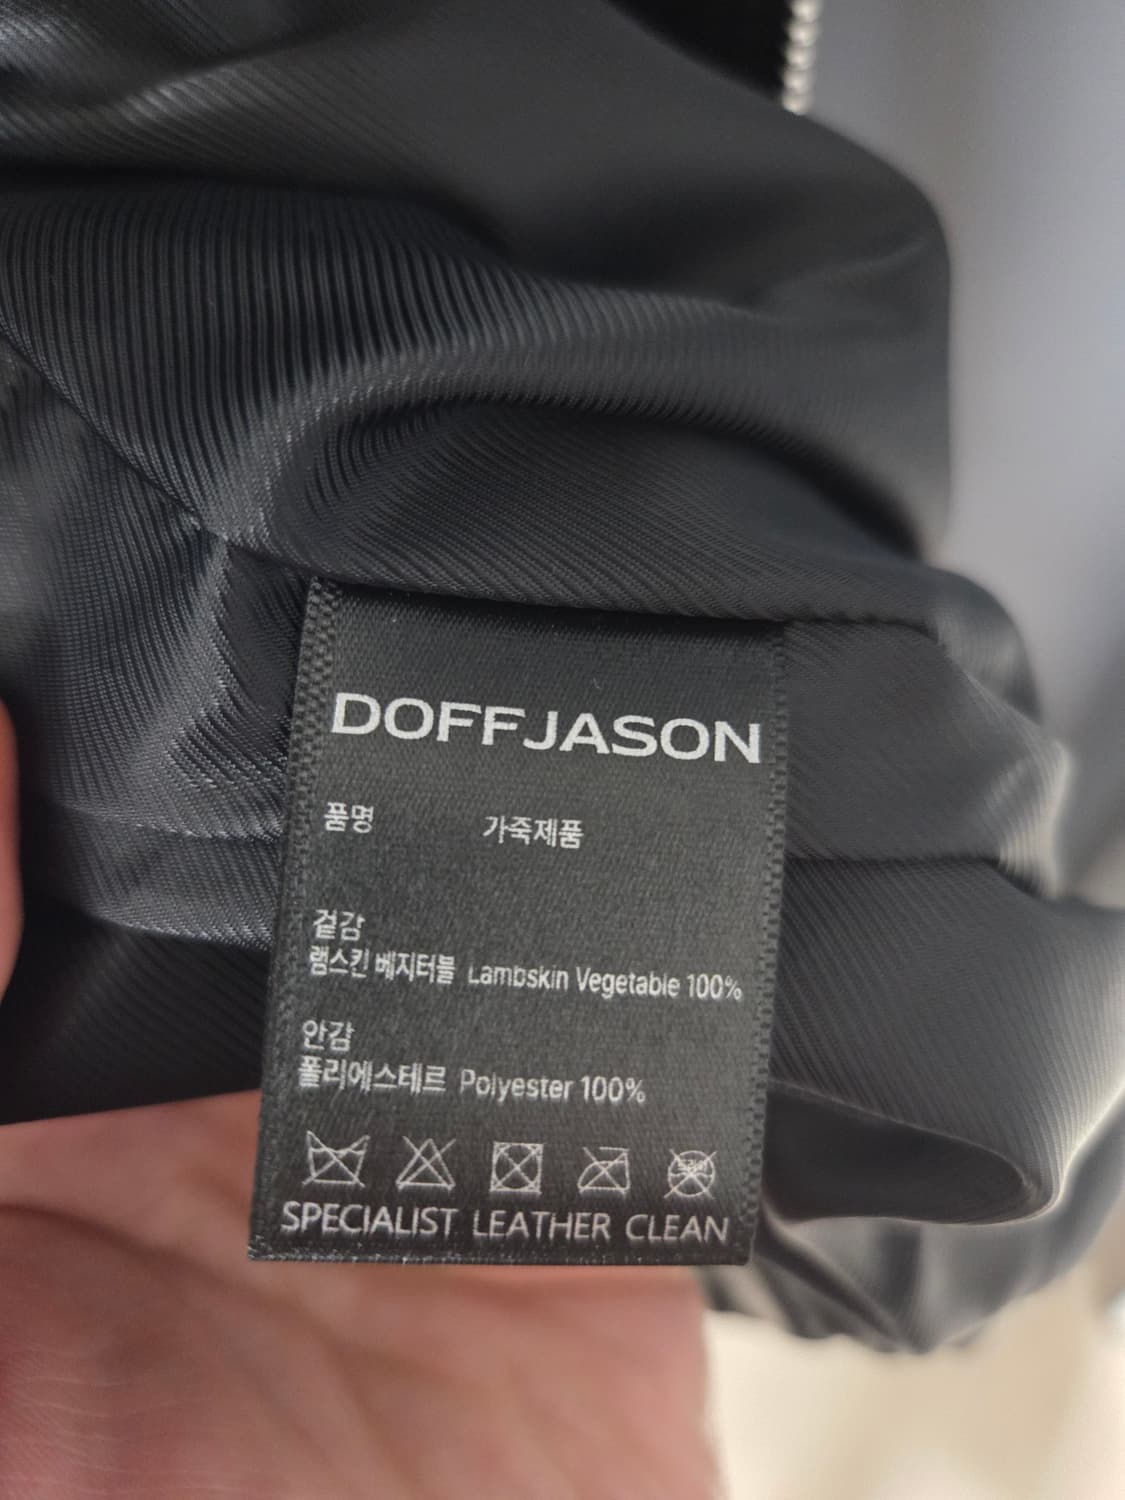 DOFFJASON
품명 가죽제품
겉감
램스킨 베지터블 Lambskin Vegetable 100%
안감
폴리에스테르 Polyester 100%
SPECIALIST LEATHER CLEAN